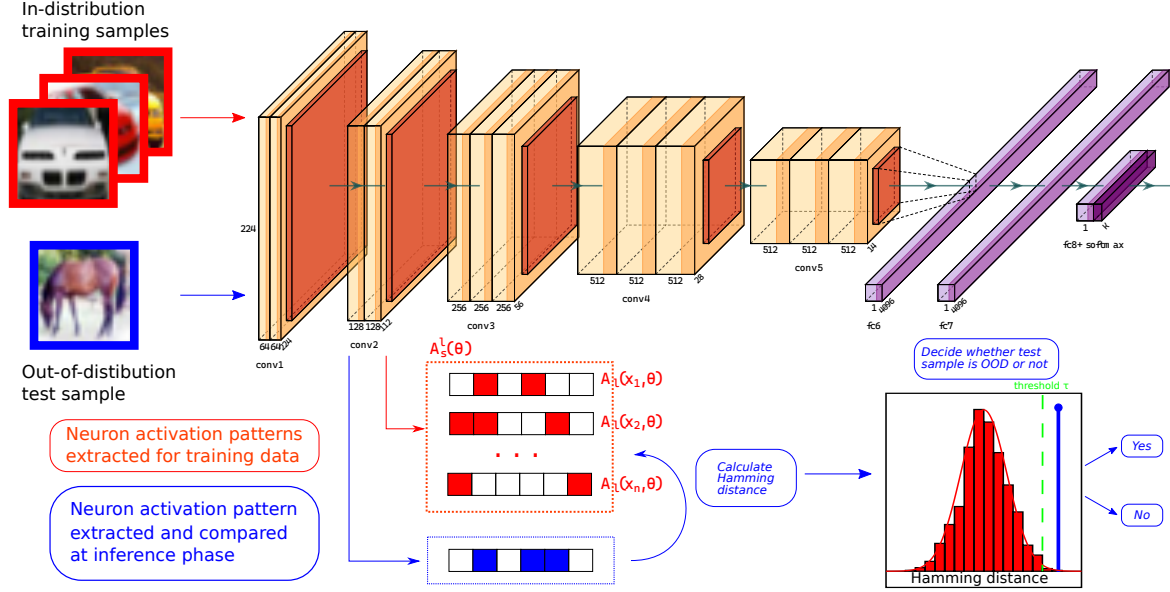 In-distribution
training samples
Out-of-distibution
test sample
224
64 64 224
conv1
128 128 112
conv2
256 256 256 56
conv3
512 512 512 28
conv4
512 512 512 14
conv5
1 4096
fc6
1 4096
fc7
1 K
fc8+softmax
Neuron activation patterns
extracted for training data
Neuron activation pattern
extracted and compared
at inference phase
A_s^l(θ)
A_l(x₁,θ)
A_l(x₂,θ)
. . .
A_l(xₙ,θ)
Calculate
Hamming
distance
Decide whether test
sample is OOD or not
threshold τ
Hamming distance
Yes
No